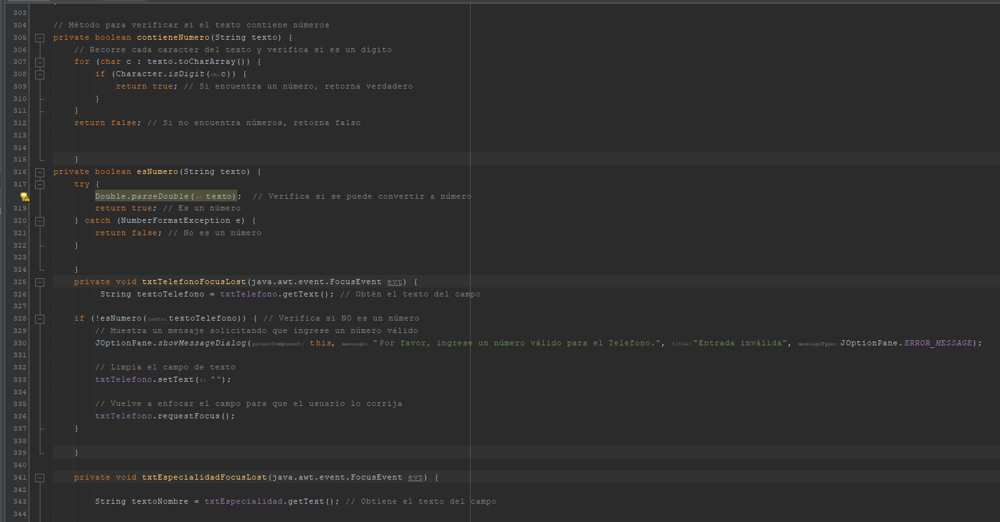 303
304 // Método para verificar si el texto contiene números
305 private boolean contieneNumero(String texto) {
306 // Recorre cada caracter del texto y verifica si es un dígito
307 for (char c : texto.toCharArray()) {
308 if (Character.isDigit(ch: c)) {
309 return true; // Si encuentra un número, retorna verdadero
310 }
311 }
312 return false; // Si no encuentra números, retorna falso
313
314
315 }
316 private boolean esNumero(String texto) {
317 try {
Double.parseDouble(s: texto); // Verifica si se puede convertir a número
319 return true; // Es un número
320 } catch (NumberFormatException e) {
321 return false; // No es un número
322 }
323
324 }
325 private void txtTelefonoFocusLost(java.awt.event.FocusEvent evt) {
326 String textoTelefono = txtTelefono.getText(); // Obtèn el texto del campo
327
328 if (!esNumero(texto: textoTelefono)) { // Verifica si NO es un número
329 // Muestra un mensaje solicitando que ingrese un número válido
330 JOptionPane.showMessageDialog(parentComponent: this, message: "Por favor, ingrese un número válido para el Telefono.", title: "Entrada inválida", messageType: JOptionPane.ERROR_MESSAGE);
331
332 // Limpia el campo de texto
333 txtTelefono.setText(t: "");
334
335 // Vuelve a enfocar el campo para que el usuario lo corrija
336 txtTelefono.requestFocus();
337 }
338
339 }
340
341 private void txtEspecialidadFocusLost(java.awt.event.FocusEvent evt) {
342
343 String textoNombre = txtEspecialidad.getText(); // Obtiene el texto del campo
344